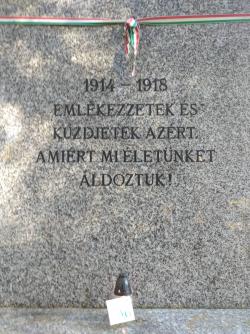 1914 – 1918
EMLÉKEZZETEK ÉS
KÜZDJETEK AZÉRT,
AMIÉRT MI ÉLETÜNKET
ÁLDOZTUK!